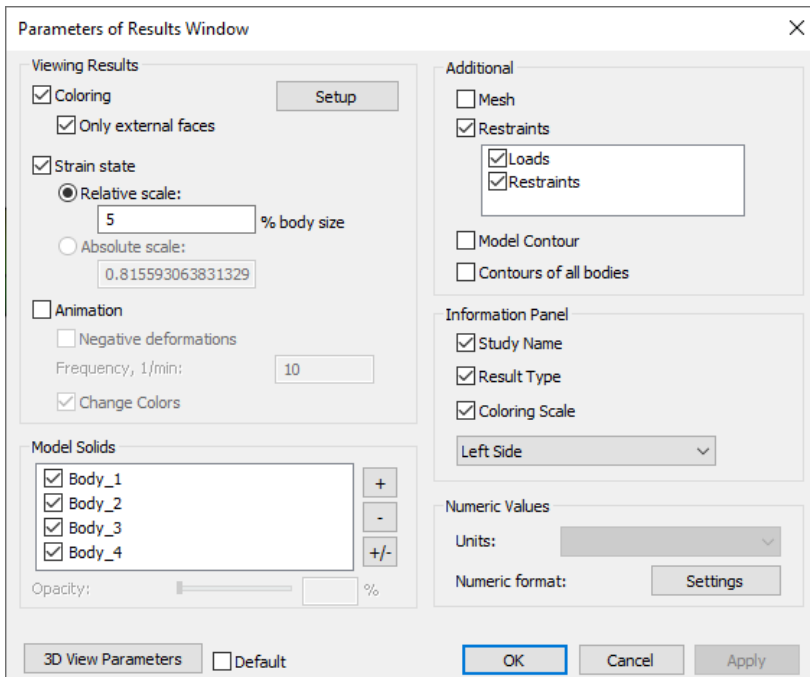 Parameters of Results Window
Viewing Results
Coloring
Setup
Only external faces
Strain state
Relative scale:
5
% body size
Absolute scale:
0.815593063831329
Animation
Negative deformations
Frequency, 1/min:
10
Change Colors
Model Solids
Body_1
Body_2
Body_3
Body_4
+
-
+/-
Opacity:
%
Additional
Mesh
Restraints
Loads
Restraints
Model Contour
Contours of all bodies
Information Panel
Study Name
Result Type
Coloring Scale
Left Side
Numeric Values
Units:
Numeric format:
Settings
3D View Parameters
Default
OK
Cancel
Apply